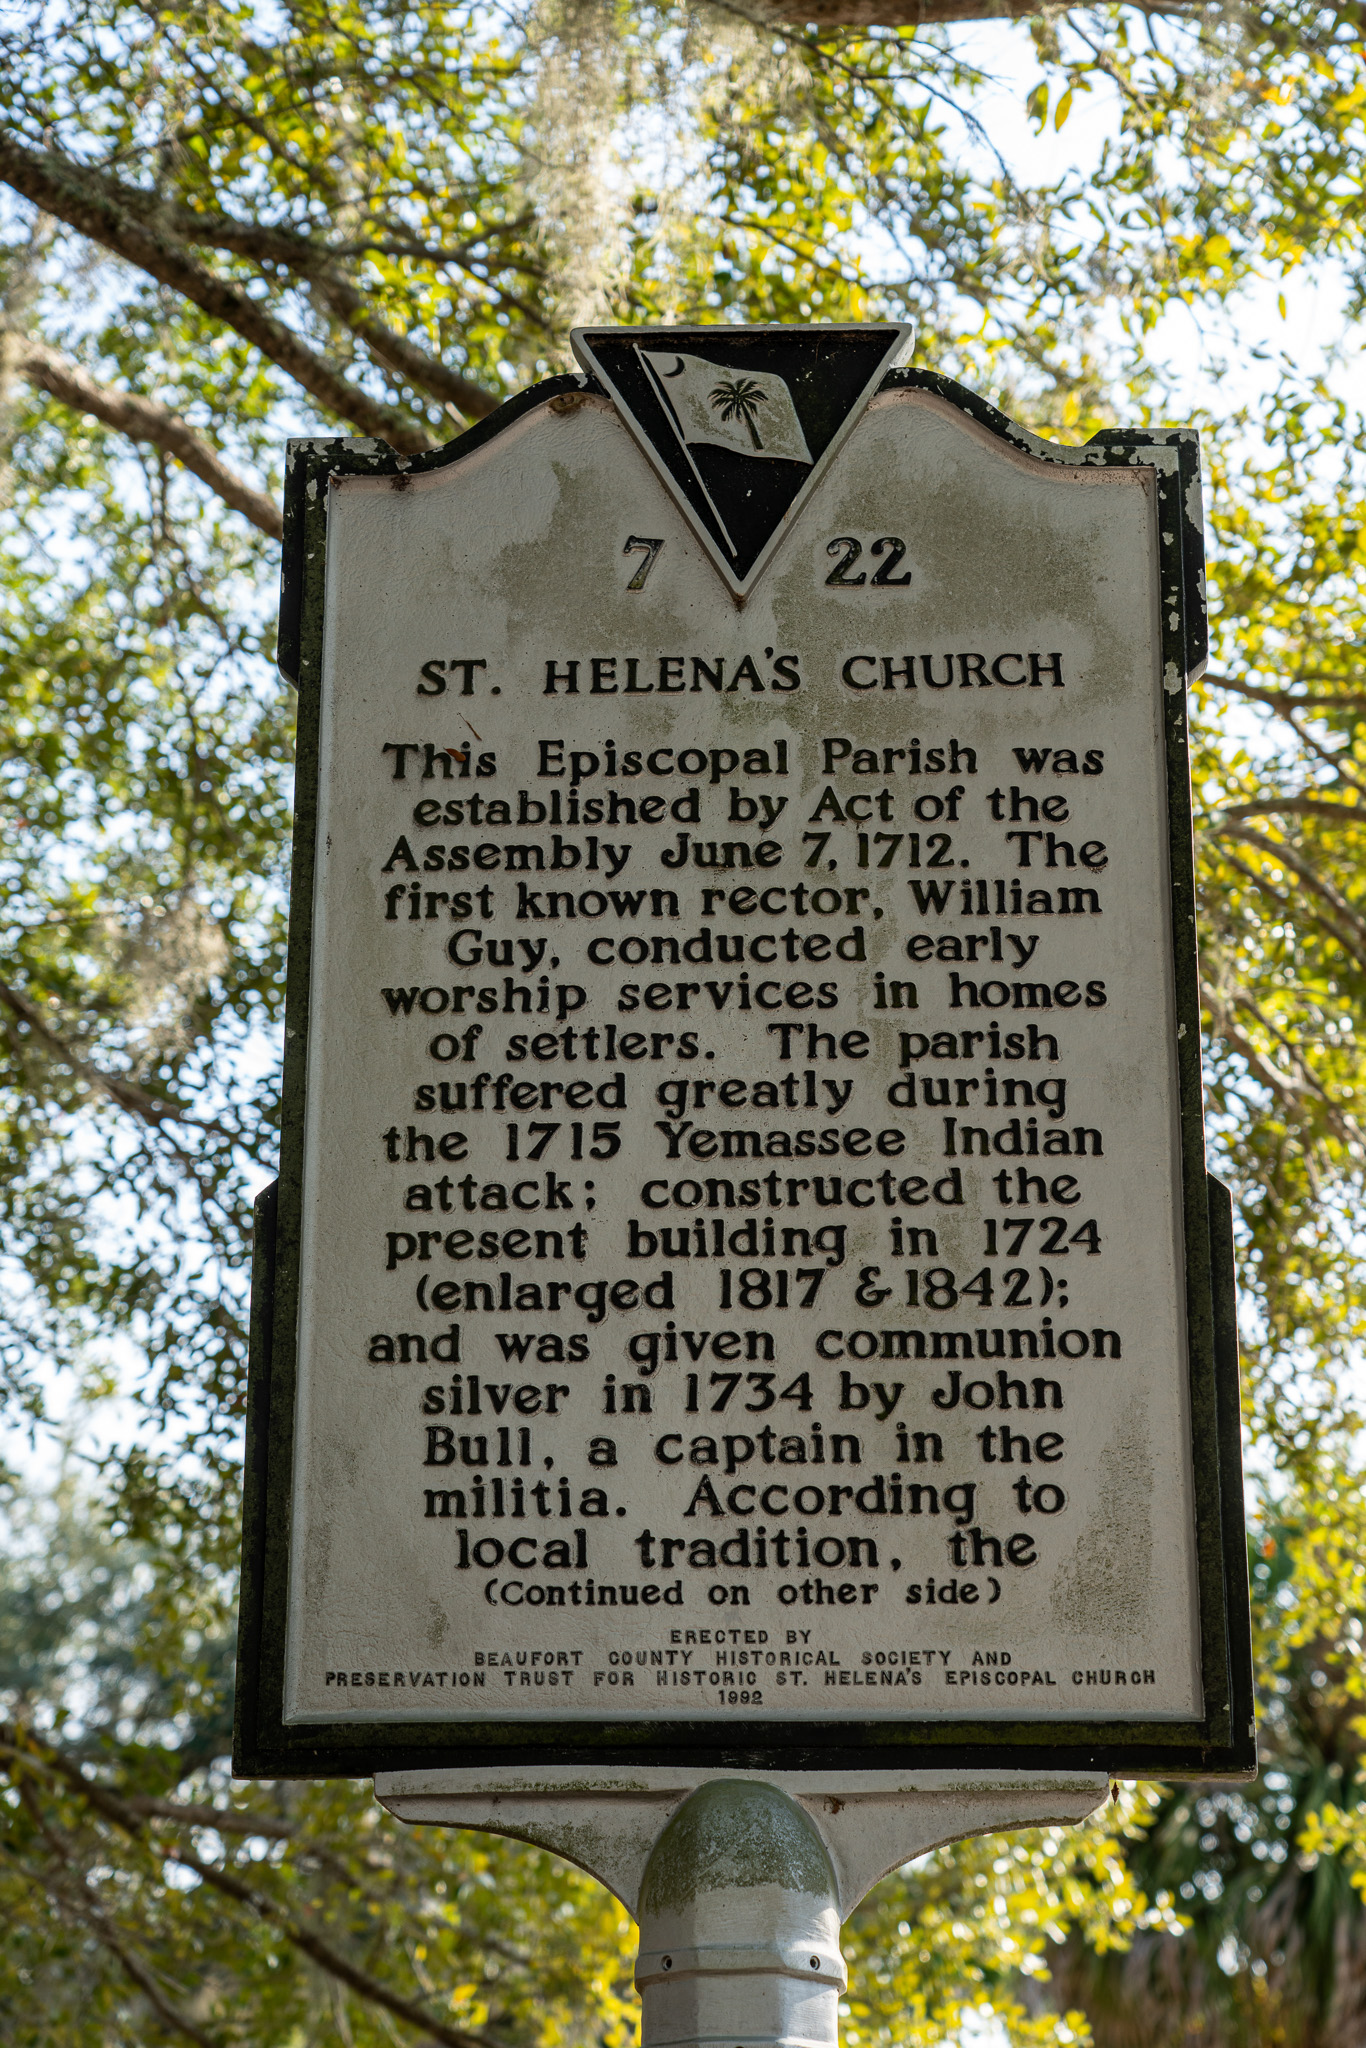 7 22
ST. HELENA'S CHURCH
This Episcopal Parish was
established by Act of the
Assembly June 7, 1712. The
first known rector, William
Guy, conducted early
worship services in homes
of settlers. The parish
suffered greatly during
the 1715 Yemassee Indian
attack; constructed the
present building in 1724
(enlarged 1817 & 1842);
and was given communion
silver in 1734 by John
Bull, a captain in the
militia. According to
local tradition, the
(Continued on other side)
ERECTED BY
BEAUFORT COUNTY HISTORICAL SOCIETY AND
PRESERVATION TRUST FOR HISTORIC ST. HELENA'S EPISCOPAL CHURCH
1992